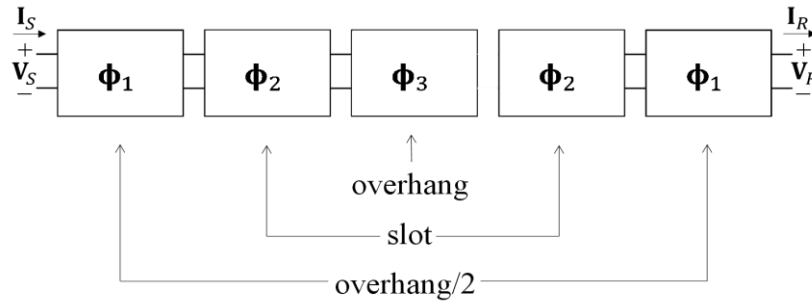 I_S I_R
+ +
V_S Φ₁ Φ₂ Φ₃ Φ₂ Φ₁ V_R
− −
overhang
slot
overhang/2